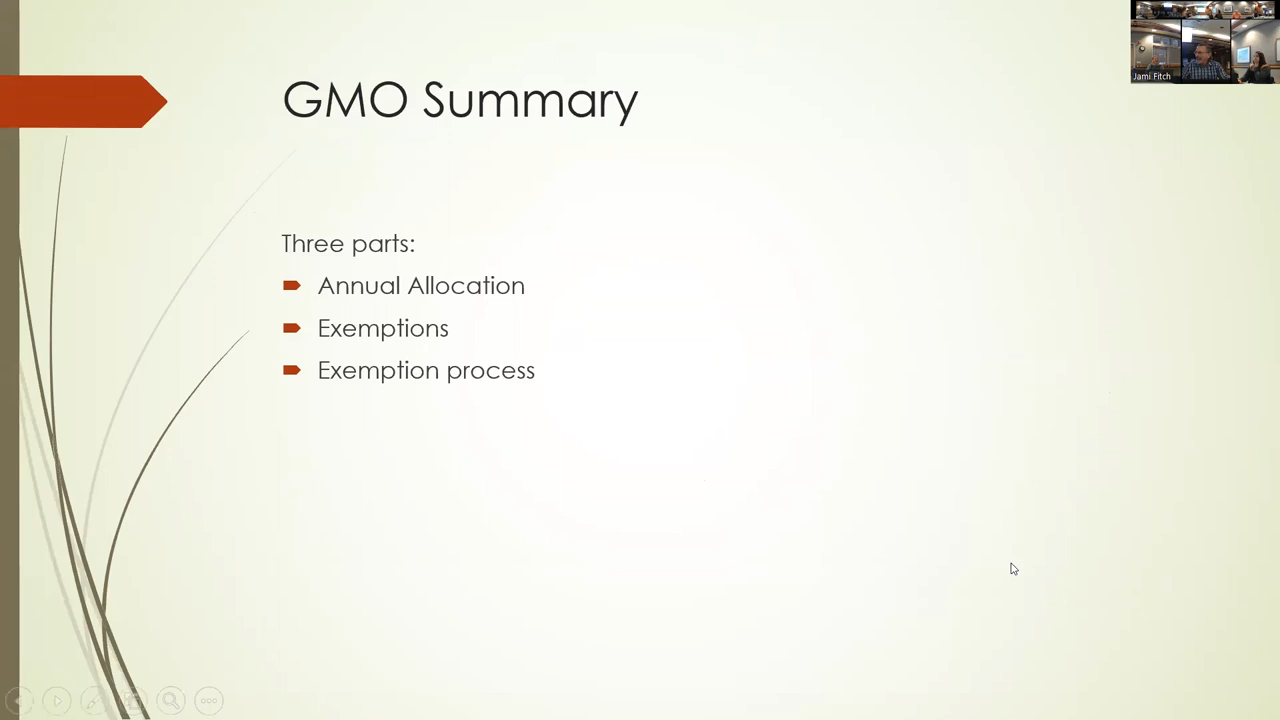 GMO Summary
Jami Fitch
Three parts:
Annual Allocation
Exemptions
Exemption process